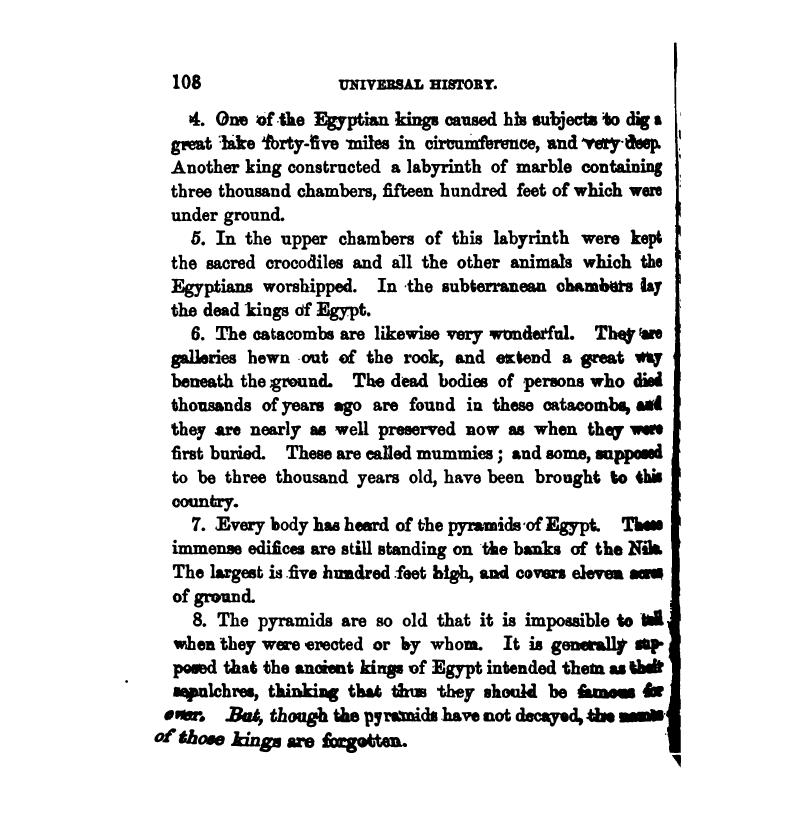 108 UNIVERSAL HISTORY.
4. One of the Egyptian kings caused his subjects to dig a
great lake forty-five miles in circumference, and very deep.
Another king constructed a labyrinth of marble containing
three thousand chambers, fifteen hundred feet of which were
under ground.
5. In the upper chambers of this labyrinth were kept
the sacred crocodiles and all the other animals which the
Egyptians worshipped. In the subterranean chambers lay
the dead kings of Egypt.
6. The catacombs are likewise very wonderful. They are
galleries hewn out of the rock, and extend a great way
beneath the ground. The dead bodies of persons who died
thousands of years ago are found in these catacombs, and
they are nearly as well preserved now as when they were
first buried. These are called mummies; and some, supposed
to be three thousand years old, have been brought to this
country.
7. Every body has heard of the pyramids of Egypt. These
immense edifices are still standing on the banks of the Nile.
The largest is five hundred feet high, and covers eleven acres
of ground.
8. The pyramids are so old that it is impossible to tell
when they were erected or by whom. It is generally sup-
posed that the ancient kings of Egypt intended them as their
sepulchres, thinking that thus they should be famous for
ever. But, though the pyramids have not decayed, the names
of those kings are forgotten.